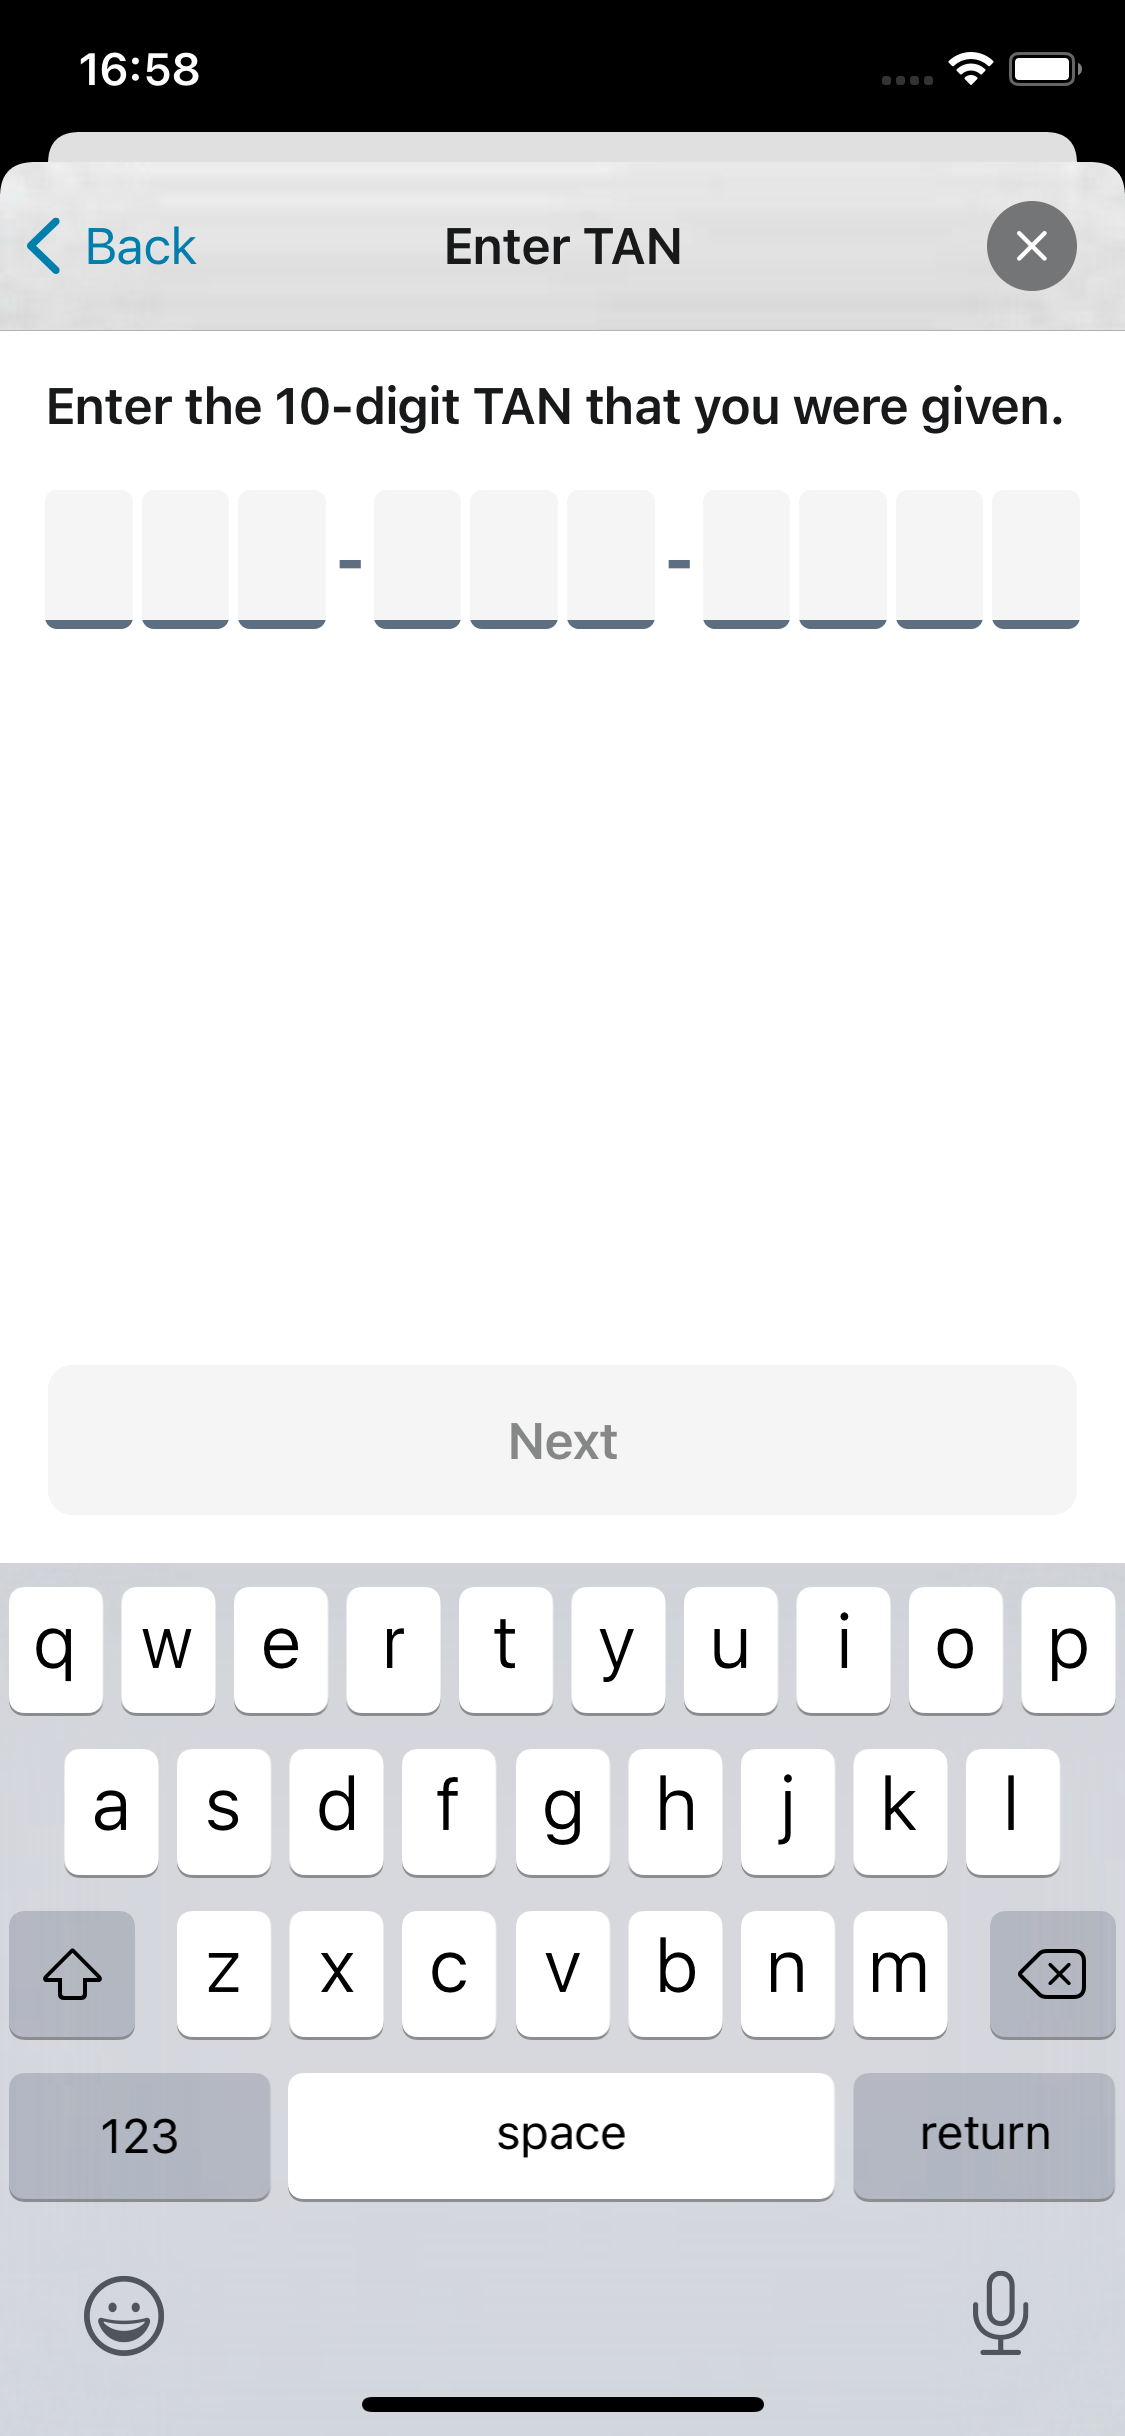 16:58
Back
Enter TAN
Enter the 10-digit TAN that you were given.
- -
Next
q w e r t y u i o p
a s d f g h j k l
z x c v b n m
123 space return